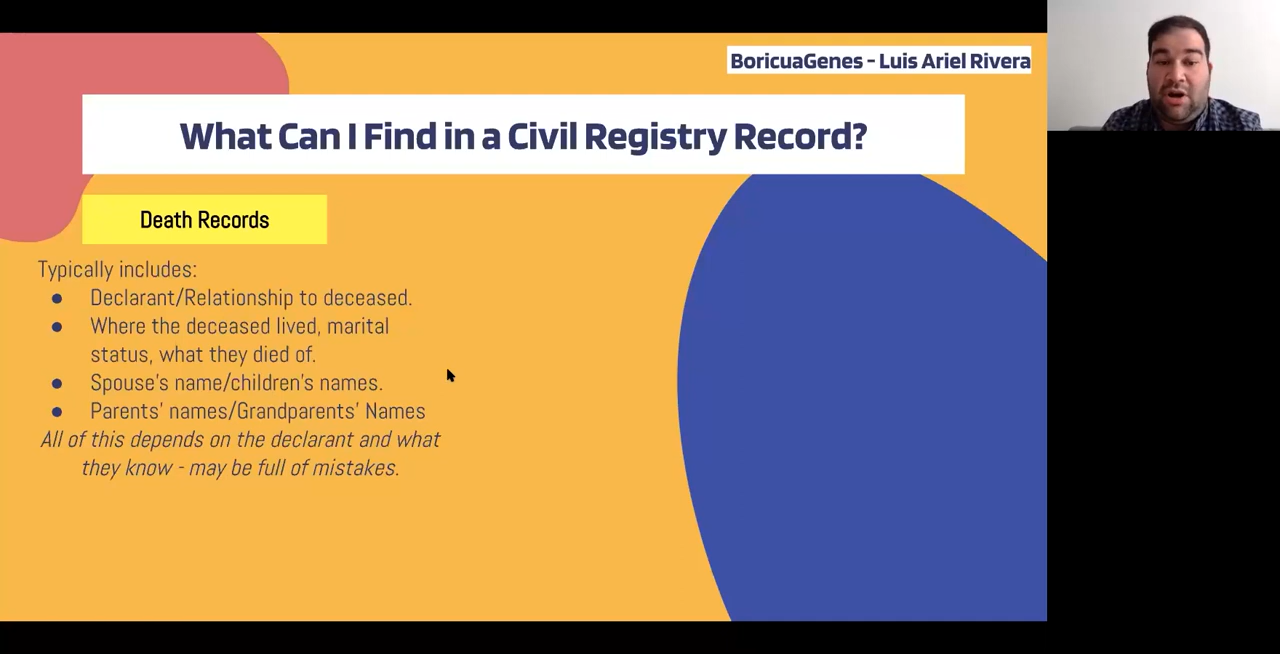 BoricuaGenes - Luis Ariel Rivera
What Can I Find in a Civil Registry Record?
Death Records
Typically includes:
● Declarant/Relationship to deceased.
● Where the deceased lived, marital
status, what they died of.
● Spouse's name/children's names.
● Parents' names/Grandparents' Names
All of this depends on the declarant and what
they know - may be full of mistakes.